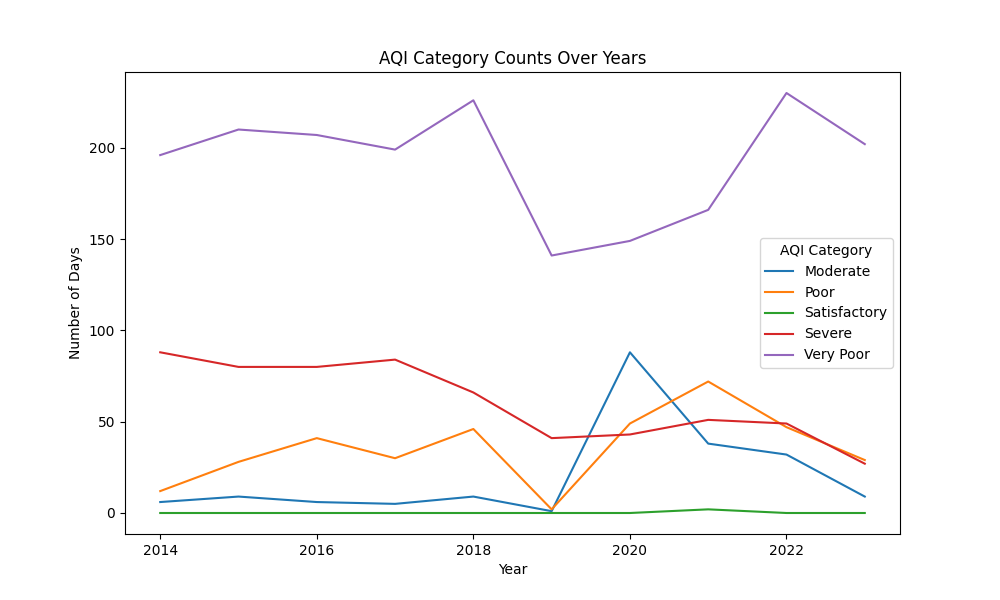 AQI Category Counts Over Years
Number of Days
200
150
100
50
0
AQI Category
Moderate
Poor
Satisfactory
Severe
Very Poor
2014 2016 2018 2020 2022
Year